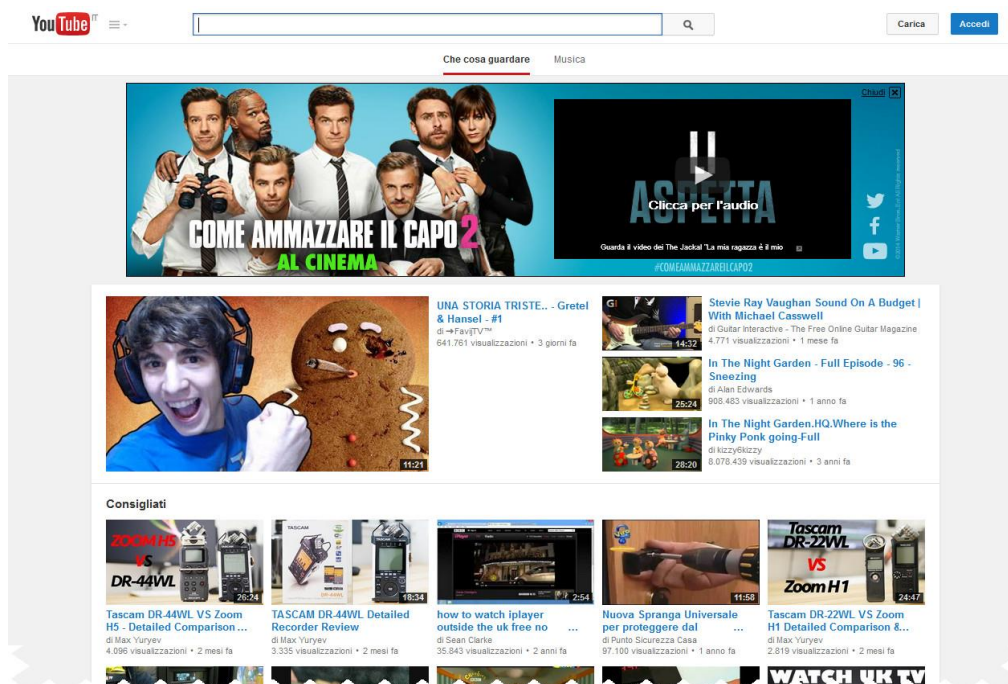 YouTube IT
Carica
Accedi
Che cosa guardare
Musica
Chiudi
COME AMMAZZARE IL CAPO 2
AL CINEMA
ASPETTA
Clicca per l'audio
Guarda il video dei The Jackal "La mia ragazza è il mio
#COMEAMMAZZAREILCAPO2
11:21
UNA STORIA TRISTE.. - Gretel
& Hansel - #1
di ➔FavijTV™
641.761 visualizzazioni • 3 giorni fa
GI
14:32
Stevie Ray Vaughan Sound On A Budget |
With Michael Casswell
di Guitar Interactive - The Free Online Guitar Magazine
4.771 visualizzazioni • 1 mese fa
25:24
In The Night Garden - Full Episode - 96 -
Sneezing
di Alan Edwards
908.483 visualizzazioni • 1 anno fa
28:20
In The Night Garden.HQ.Where is the
Pinky Ponk going-Full
di kizzy6kizzy
8.078.439 visualizzazioni • 3 anni fa
Consigliati
ZOOM H5
VS
DR-44WL
26:24
Tascam DR-44WL VS Zoom
H5 - Detailed Comparison ...
di Max Yuryev
4.096 visualizzazioni • 2 mesi fa
TASCAM
18:34
TASCAM DR-44WL Detailed
Recorder Review
di Max Yuryev
3.335 visualizzazioni • 2 mesi fa
2:54
how to watch iplayer
outside the uk free no ...
di Sean Clarke
35.843 visualizzazioni • 2 anni fa
11:58
Nuova Spranga Universale
per proteggere dal ...
di Punto Sicurezza Casa
97.100 visualizzazioni • 1 anno fa
Tascam
DR-22WL
VS
Zoom H1
24:47
Tascam DR-22WL VS Zoom
H1 Detailed Comparison &...
di Max Yuryev
2.819 visualizzazioni • 2 mesi fa
WATCH UK TV